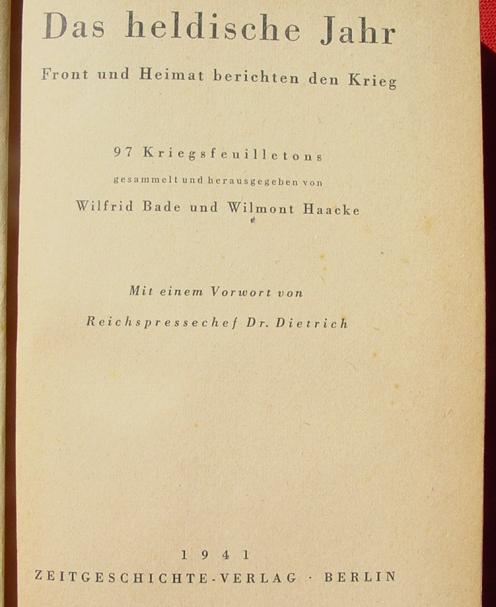 Das heldische Jahr
Front und Heimat berichten den Krieg
97 Kriegsfeuilletons
gesammelt und herausgegeben von
Wilfrid Bade und Wilmont Haacke
Mit einem Vorwort von
Reichspressechef Dr. Dietrich
1941
ZEITGESCHICHTE-VERLAG · BERLIN